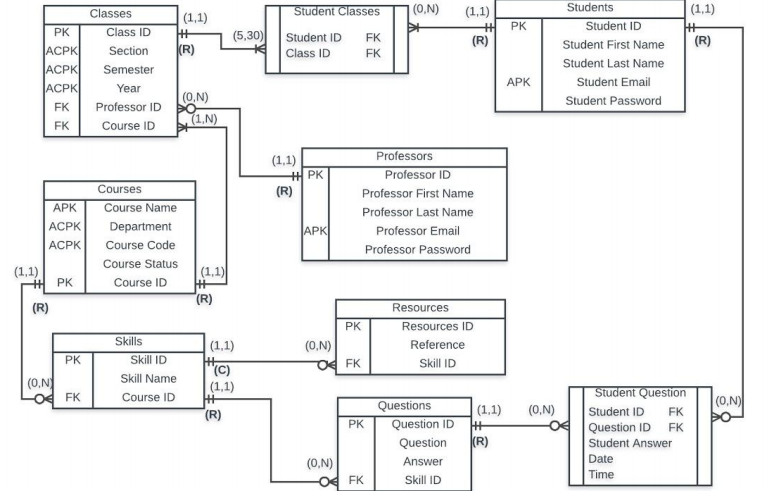 Classes
PK Class ID
ACPK Section
ACPK Semester
ACPK Year
FK Professor ID
FK Course ID
(1,1)
(R)
(5,30)
Student Classes
Student ID FK
Class ID FK
(0,N)
(1,1)
(R)
Students
PK Student ID
Student First Name
Student Last Name
APK Student Email
Student Password
(1,1)
(R)
(0,N)
(1,N)
(1,1)
(R)
Professors
PK Professor ID
Professor First Name
Professor Last Name
APK Professor Email
Professor Password
Courses
APK Course Name
ACPK Department
ACPK Course Code
Course Status
PK Course ID
(1,1)
(R)
(1,1)
(R)
Skills
PK Skill ID
Skill Name
FK Course ID
(0,N)
(1,1)
(C)
(1,1)
(R)
(0,N)
Resources
PK Resources ID
Reference
FK Skill ID
(0,N)
Questions
PK Question ID
Question
Answer
FK Skill ID
(1,1)
(R)
(0,N)
Student Question
Student ID FK
Question ID FK
Student Answer
Date
Time
(0,N)